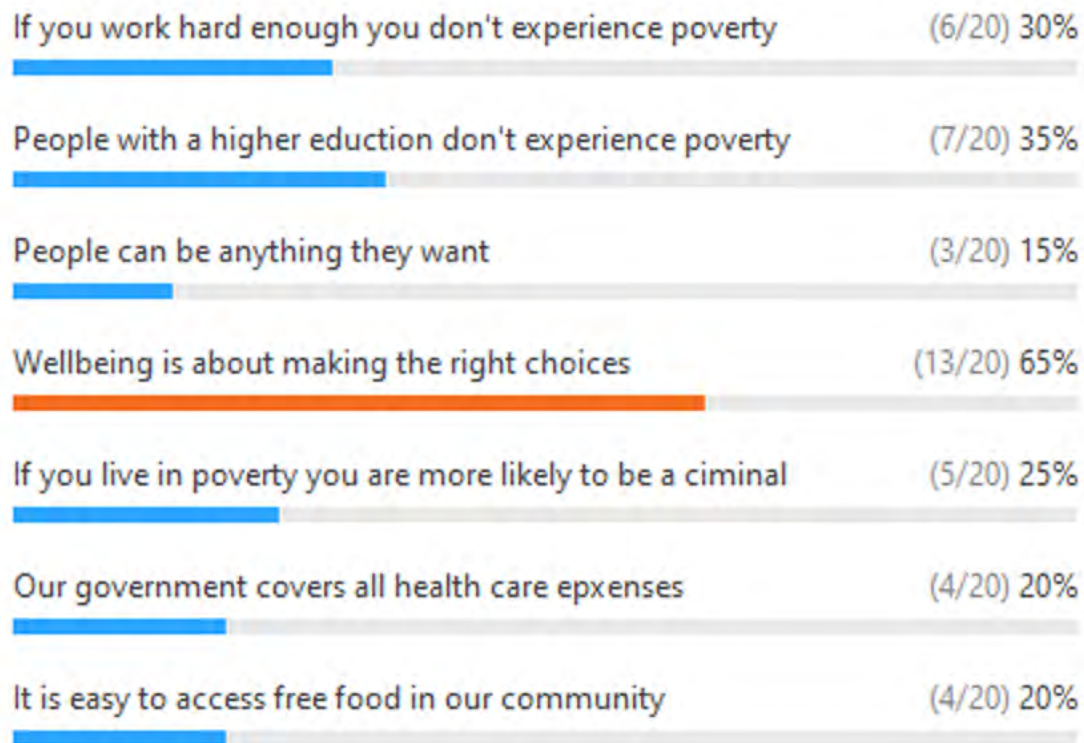 If you work hard enough you don't experience poverty (6/20) 30%
People with a higher eduction don't experience poverty (7/20) 35%
People can be anything they want (3/20) 15%
Wellbeing is about making the right choices (13/20) 65%
If you live in poverty you are more likely to be a ciminal (5/20) 25%
Our government covers all health care epxenses (4/20) 20%
It is easy to access free food in our community (4/20) 20%